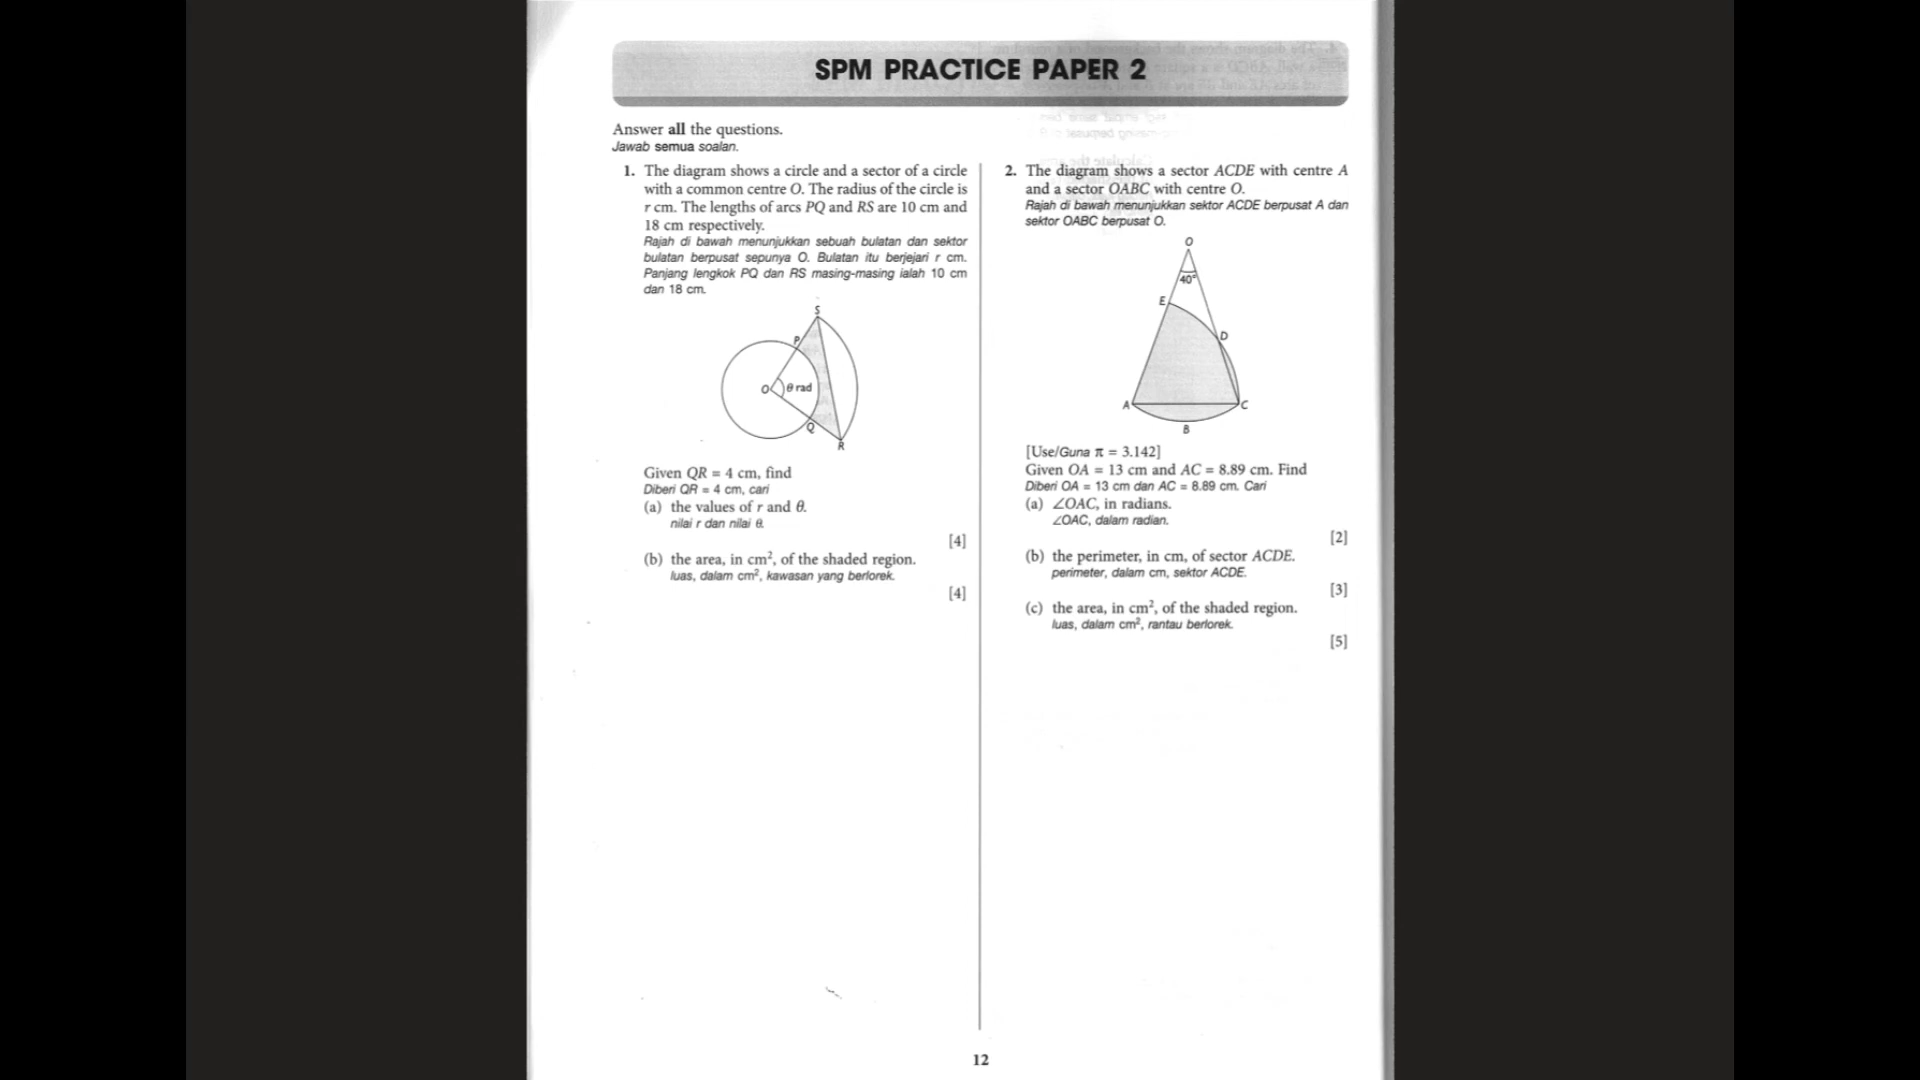 SPM PRACTICE PAPER 2
Answer all the questions.
Jawab semua soalan.
1. The diagram shows a circle and a sector of a circle
with a common centre O. The radius of the circle is
r cm. The lengths of arcs PQ and RS are 10 cm and
18 cm respectively.
Rajah di bawah menunjukkan sebuah bulatan dan sektor
bulatan berpusat sepunya O. Bulatan itu berjejari r cm.
Panjang lengkok PQ dan RS masing-masing ialah 10 cm
dan 18 cm.
S
P
O
θ rad
Q
R
Given QR = 4 cm, find
Diberi QR = 4 cm, cari
(a) the values of r and θ.
nilai r dan nilai θ.
[4]
(b) the area, in cm², of the shaded region.
luas, dalam cm², kawasan yang berlorek.
[4]
2. The diagram shows a sector ACDE with centre A
and a sector OABC with centre O.
Rajah di bawah menunjukkan sektor ACDE berpusat A dan
sektor OABC berpusat O.
O
40°
E
D
A
C
B
[Use/Guna π = 3.142]
Given OA = 13 cm and AC = 8.89 cm. Find
Diberi OA = 13 cm dan AC = 8.89 cm. Cari
(a) ∠OAC, in radians.
∠OAC, dalam radian.
[2]
(b) the perimeter, in cm, of sector ACDE.
perimeter, dalam cm, sektor ACDE.
[3]
(c) the area, in cm², of the shaded region.
luas, dalam cm², rantau berlorek.
[5]
12